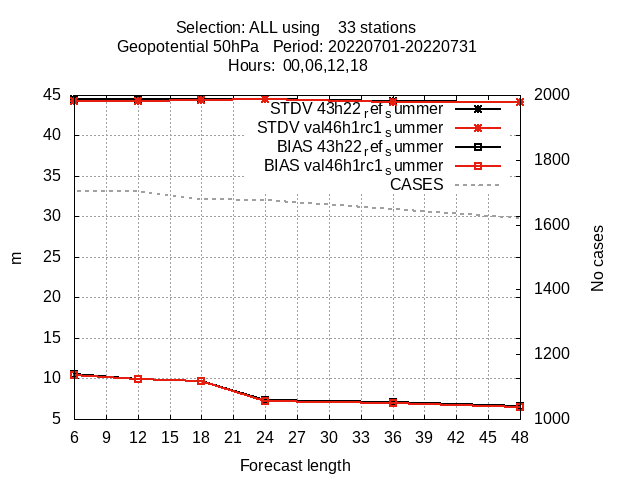 Selection: ALL using    33 stations
Geopotential 50hPa   Period: 20220701-20220731
Hours: 00,06,12,18
STDV 43h22_ref_summer
STDV val46h1rc1_summer
BIAS 43h22_ref_summer
BIAS val46h1rc1_summer
CASES
45
40
35
30
25
20
15
10
5
m
2000
1800
1600
1400
1200
1000
No cases
6 9 12 15 18 21 24 27 30 33 36 39 42 45 48
Forecast length